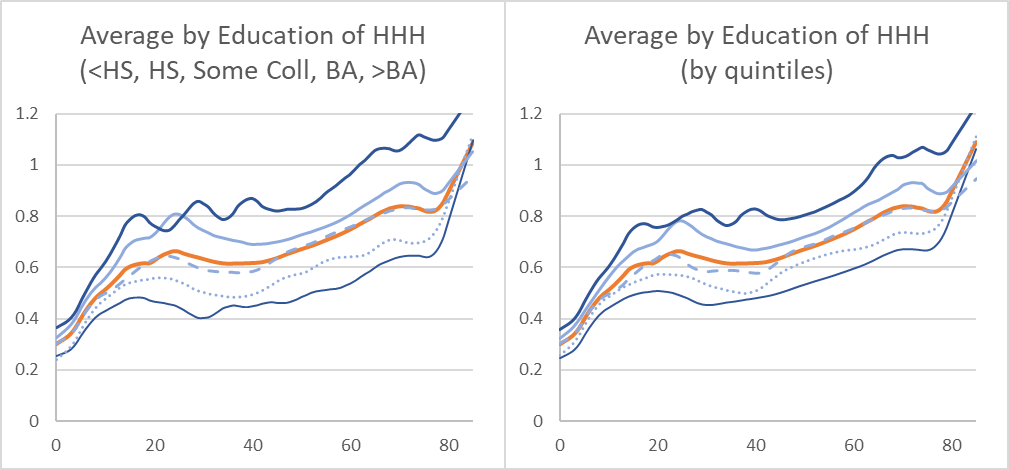 Average by Education of HHH
(<HS, HS, Some Coll, BA, >BA)
1.2
1
0.8
0.6
0.4
0.2
0
0 20 40 60 80
Average by Education of HHH
(by quintiles)
1.2
1
0.8
0.6
0.4
0.2
0
0 20 40 60 80